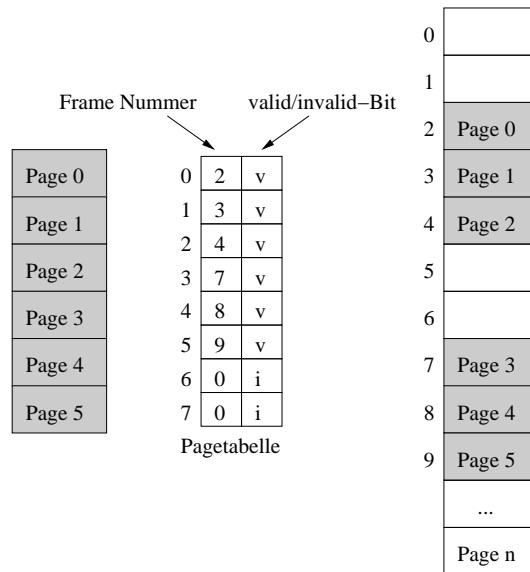 Frame Nummer
valid/invalid–Bit
Page 0
Page 1
Page 2
Page 3
Page 4
Page 5
0 2 v
1 3 v
2 4 v
3 7 v
4 8 v
5 9 v
6 0 i
7 0 i
Pagetabelle
0
1
2 Page 0
3 Page 1
4 Page 2
5
6
7 Page 3
8 Page 4
9 Page 5
...
Page n